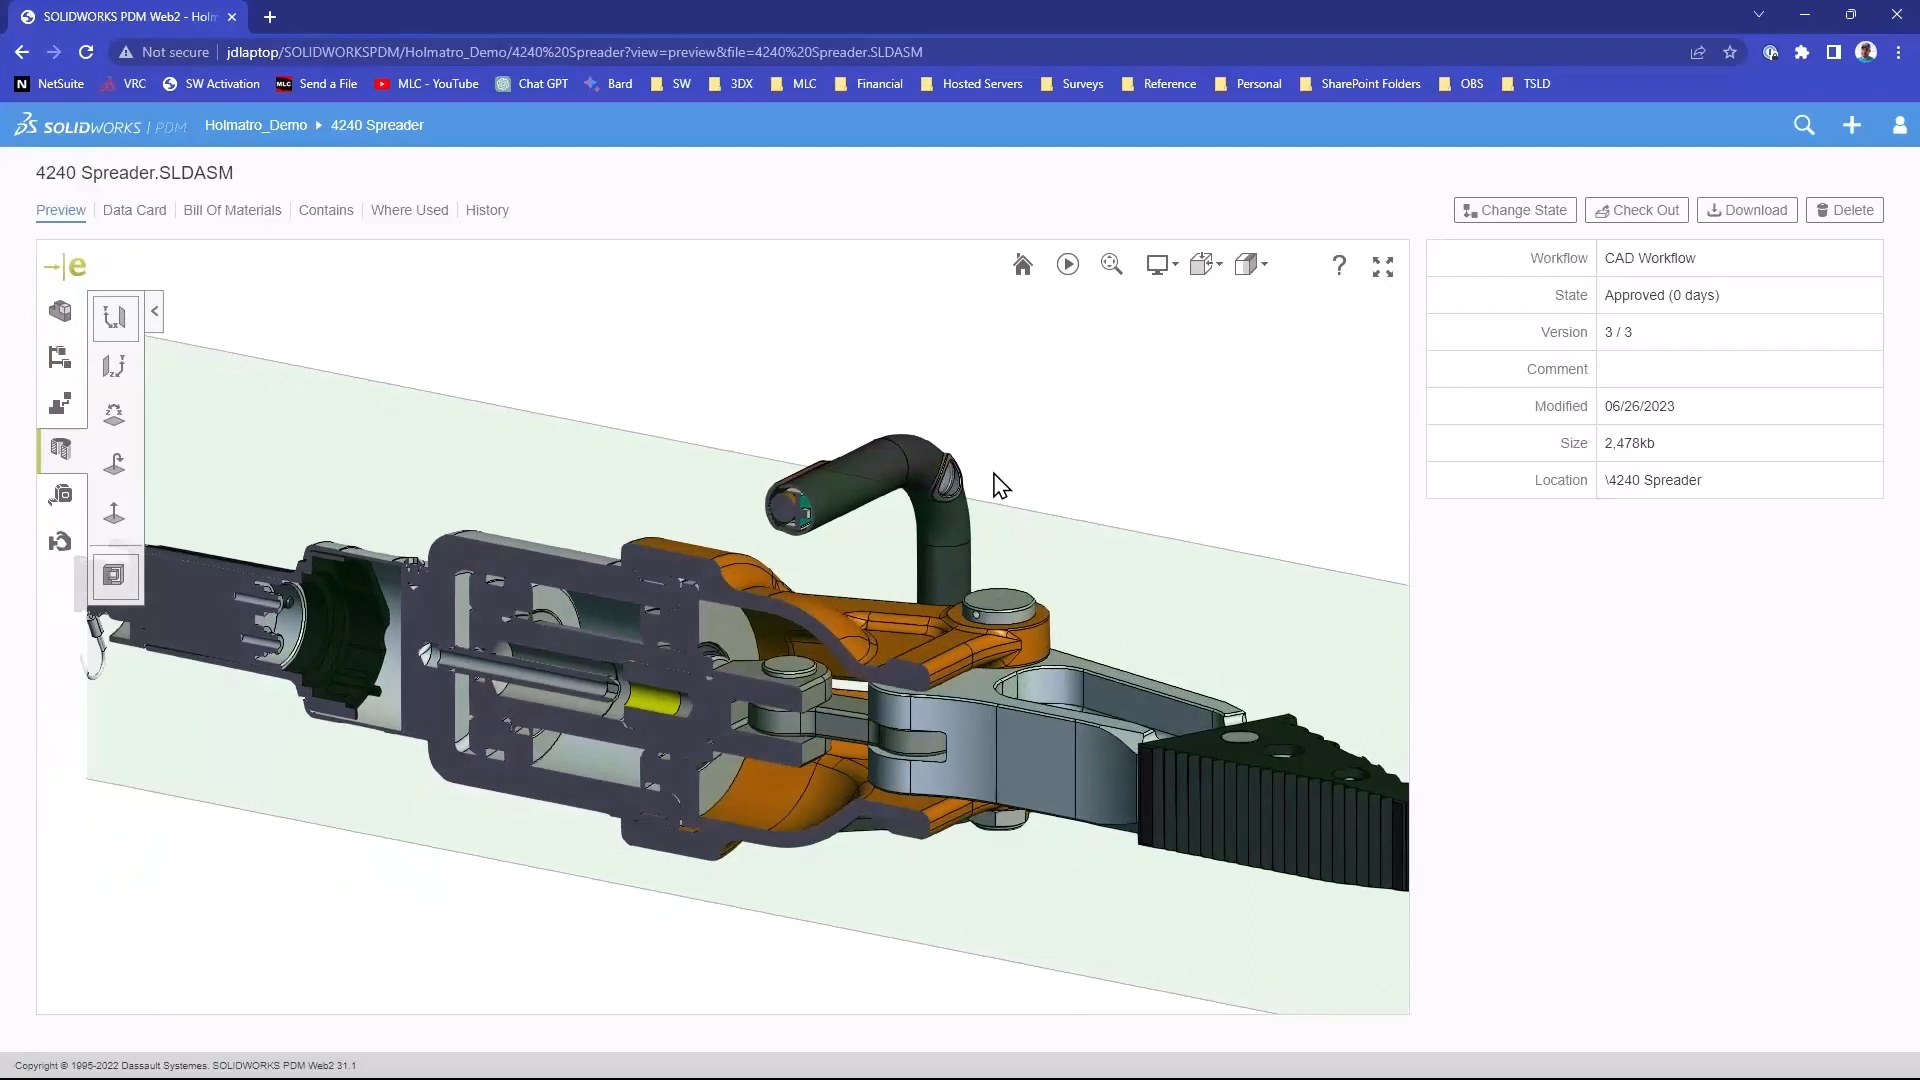 SOLIDWORKS PDM Web2 - Holm
Not secure jdlaptop/SOLIDWORKSPDM/Holmatro_Demo/4240%20Spreader?view=preview&file=4240%20Spreader.SLDASM
N NetSuite VRC SW Activation MLC Send a File MLC - YouTube Chat GPT Bard SW 3DX MLC Financial Hosted Servers Surveys Reference Personal SharePoint Folders OBS TSLD
SOLIDWORKS | PDM Holmatro_Demo 4240 Spreader
4240 Spreader.SLDASM
Preview Data Card Bill Of Materials Contains Where Used History Change State Check Out Download Delete
e ?
Workflow CAD Workflow
State Approved (0 days)
Version 3 / 3
Comment
Modified 06/26/2023
Size 2,478kb
Location \4240 Spreader
Copyright © 1995-2022 Dassault Systemes. SOLIDWORKS PDM Web2 31.1